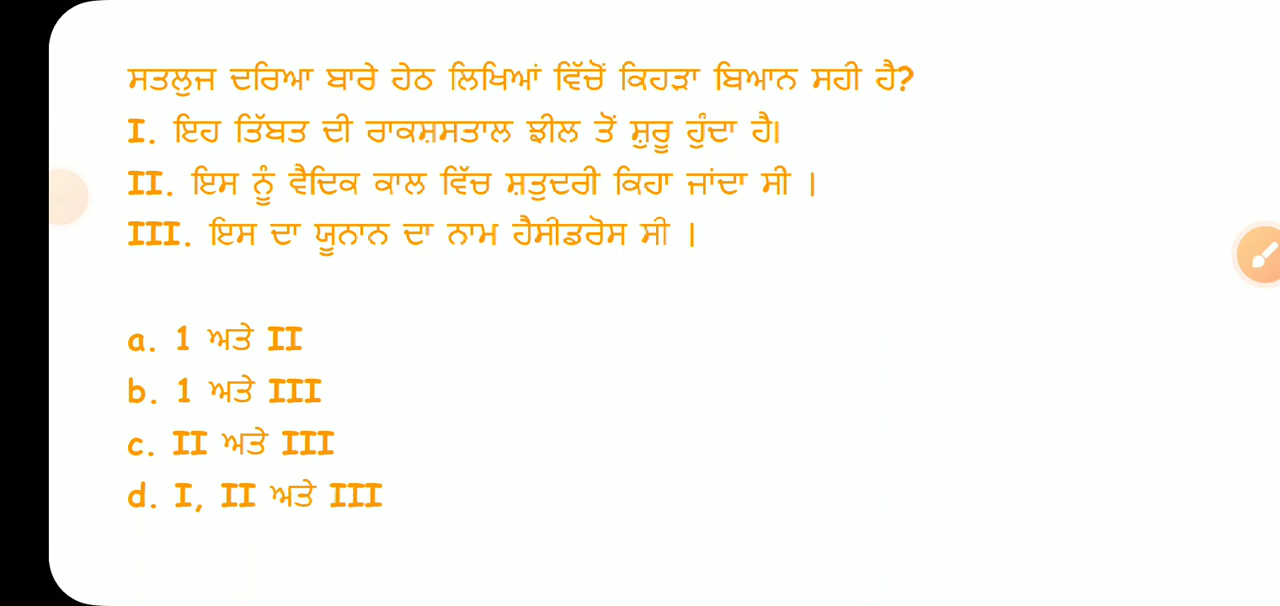 ਸਤਲੁਜ ਦਰਿਆ ਬਾਰੇ ਹੇਠ ਲਿਖਿਆਂ ਵਿੱਚੋਂ ਕਿਹੜਾ ਬਿਆਨ ਸਹੀ ਹੈ?
I. ਇਹ ਤਿੱਬਤ ਦੀ ਰਾਕਸ਼ਸਤਾਲ ਝੀਲ ਤੋਂ ਸ਼ੁਰੂ ਹੁੰਦਾ ਹੈ।
II. ਇਸ ਨੂੰ ਵੈਦਿਕ ਕਾਲ ਵਿੱਚ ਸ਼ਤੁਦਰੀ ਕਿਹਾ ਜਾਂਦਾ ਸੀ |
III. ਇਸ ਦਾ ਯੂਨਾਨ ਦਾ ਨਾਮ ਹੈਸੀਡਰੋਸ ਸੀ |
a. 1 ਅਤੇ II
b. 1 ਅਤੇ III
c. II ਅਤੇ III
d. I, II ਅਤੇ III